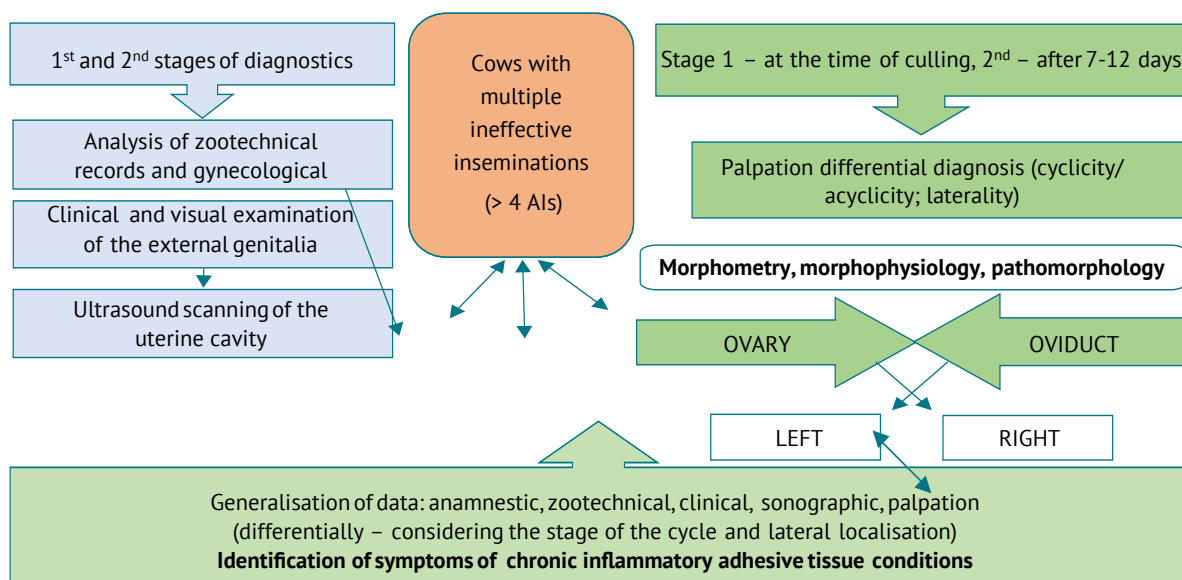 1st and 2nd stages of diagnostics
Analysis of zootechnical
records and gynecological
Clinical and visual examination
of the external genitalia
Ultrasound scanning of the
uterine cavity
Cows with
multiple
ineffective
inseminations
(> 4 AIs)
Stage 1 – at the time of culling, 2nd – after 7-12 days
Palpation differential diagnosis (cyclicity/
acyclicity; laterality)
Morphometry, morphophysiology, pathomorphology
OVARY
OVIDUCT
LEFT
RIGHT
Generalisation of data: anamnestic, zootechnical, clinical, sonographic, palpation
(differentially – considering the stage of the cycle and lateral localisation)
Identification of symptoms of chronic inflammatory adhesive tissue conditions